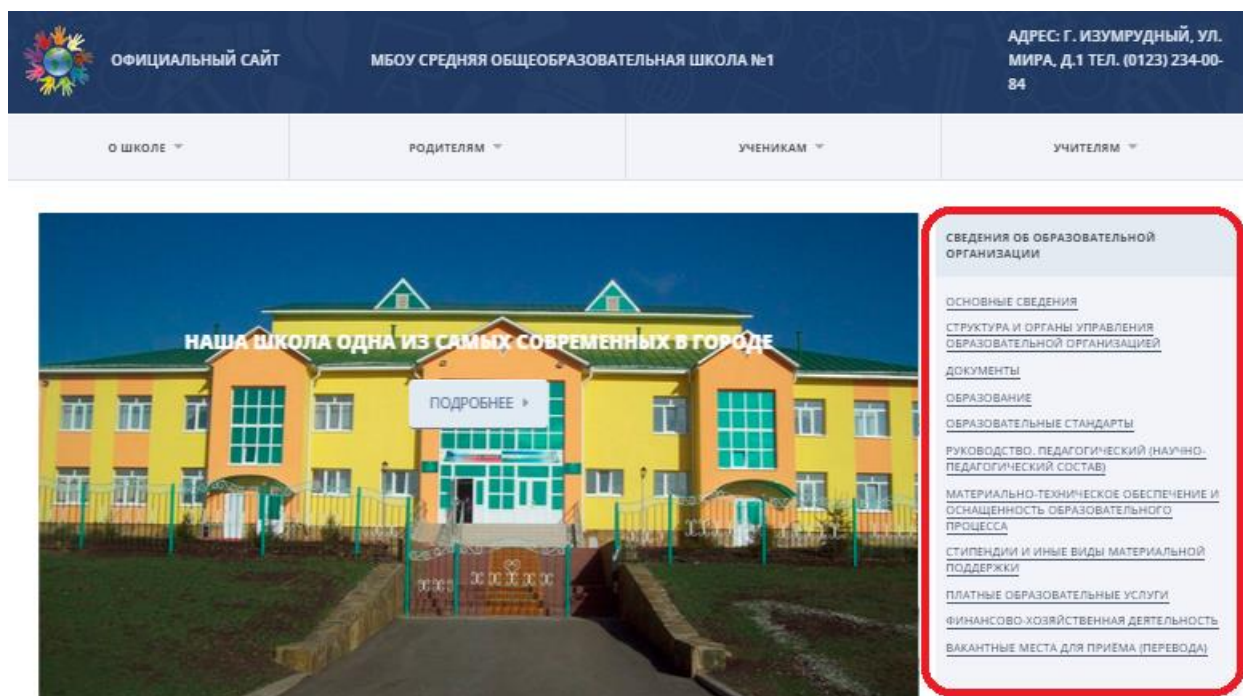 ОФИЦИАЛЬНЫЙ САЙТ
МБОУ СРЕДНЯЯ ОБЩЕОБРАЗОВАТЕЛЬНАЯ ШКОЛА №1
АДРЕС: Г. ИЗУМРУДНЫЙ, УЛ.
МИРА, Д.1 ТЕЛ. (0123) 234-00-
84
О ШКОЛЕ
РОДИТЕЛЯМ
УЧЕНИКАМ
УЧИТЕЛЯМ
НАША ШКОЛА ОДНА ИЗ САМЫХ СОВРЕМЕННЫХ В ГОРОДЕ
ПОДРОБНЕЕ
СВЕДЕНИЯ ОБ ОБРАЗОВАТЕЛЬНОЙ
ОРГАНИЗАЦИИ
ОСНОВНЫЕ СВЕДЕНИЯ
СТРУКТУРА И ОРГАНЫ УПРАВЛЕНИЯ
ОБРАЗОВАТЕЛЬНОЙ ОРГАНИЗАЦИЕЙ
ДОКУМЕНТЫ
ОБРАЗОВАНИЕ
ОБРАЗОВАТЕЛЬНЫЕ СТАНДАРТЫ
РУКОВОДСТВО. ПЕДАГОГИЧЕСКИЙ (НАУЧНО-
ПЕДАГОГИЧЕСКИЙ СОСТАВ)
МАТЕРИАЛЬНО-ТЕХНИЧЕСКОЕ ОБЕСПЕЧЕНИЕ И
ОСНАЩЕННОСТЬ ОБРАЗОВАТЕЛЬНОГО
ПРОЦЕССА
СТИПЕНДИИ И ИНЫЕ ВИДЫ МАТЕРИАЛЬНОЙ
ПОДДЕРЖКИ
ПЛАТНЫЕ ОБРАЗОВАТЕЛЬНЫЕ УСЛУГИ
ФИНАНСОВО-ХОЗЯЙСТВЕННАЯ ДЕЯТЕЛЬНОСТЬ
ВАКАНТНЫЕ МЕСТА ДЛЯ ПРИЁМА (ПЕРЕВОДА)